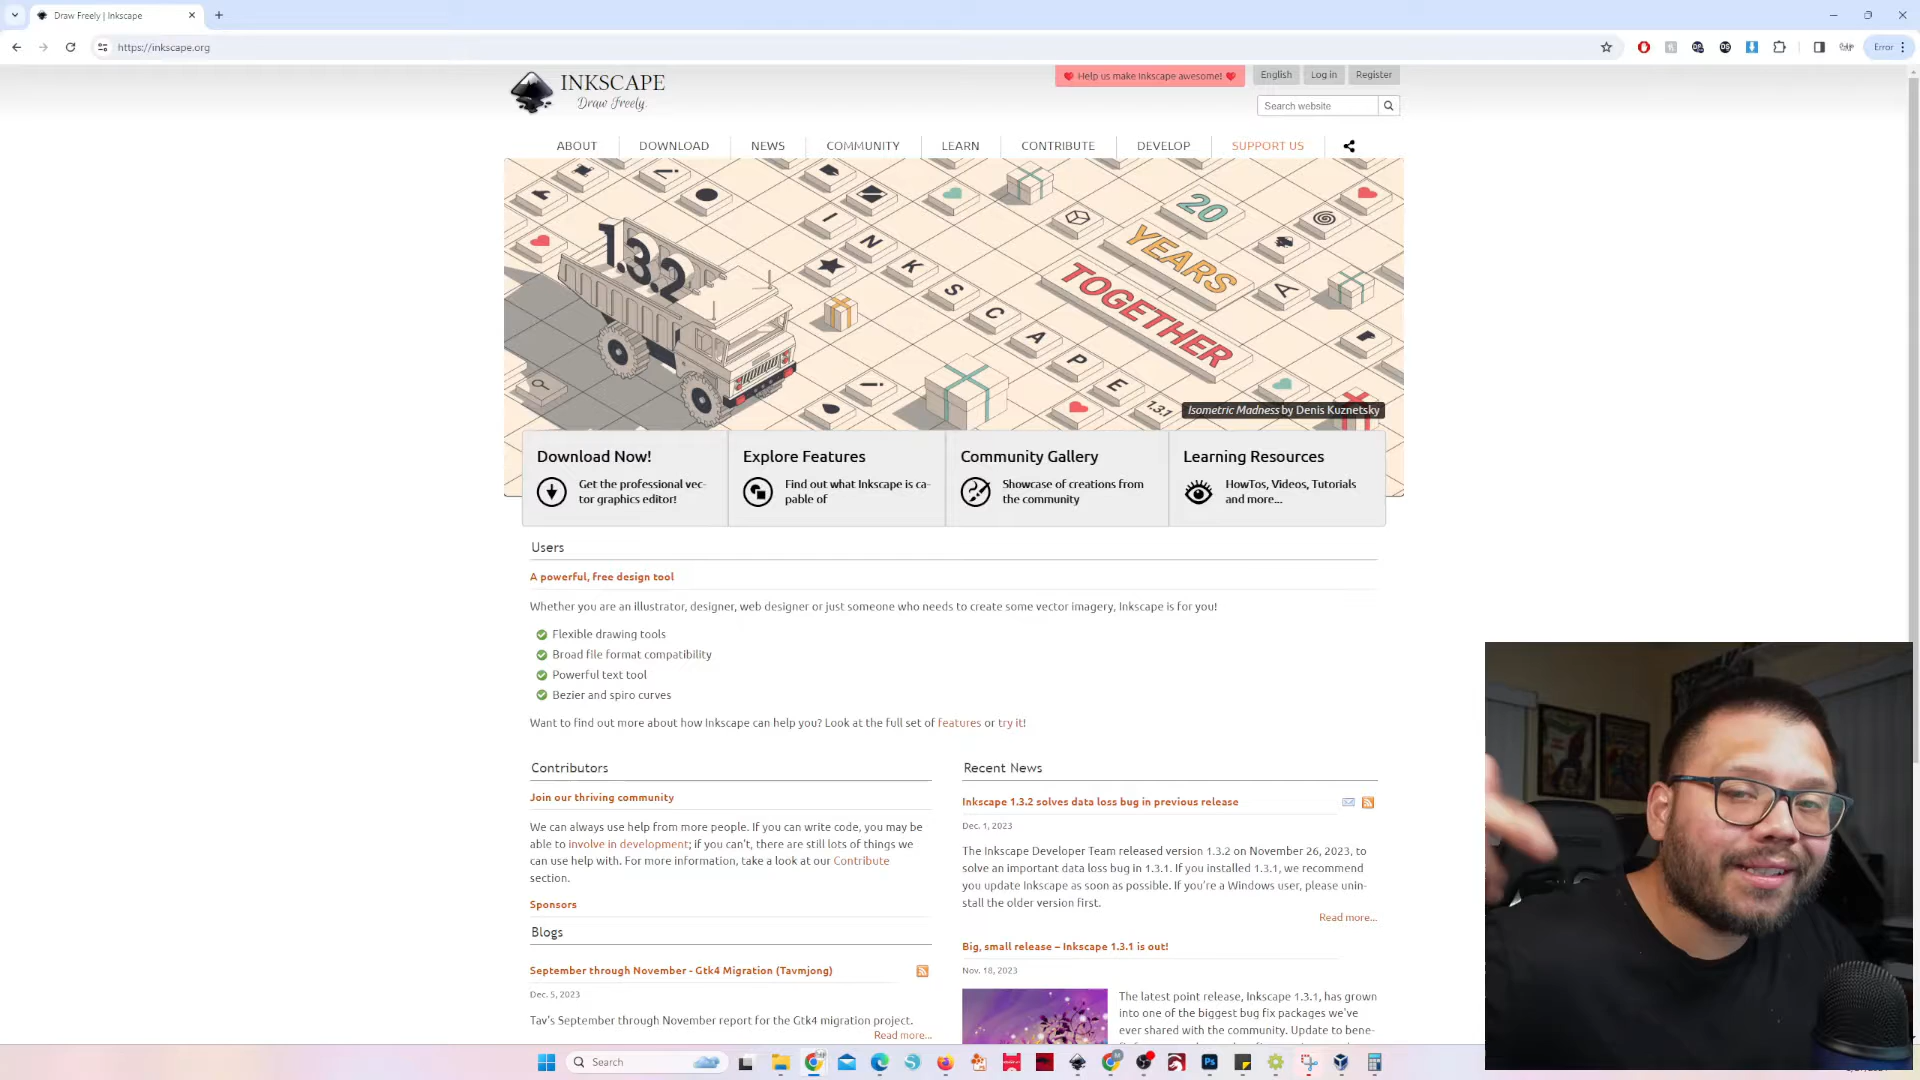 Draw Freely | Inkscape
https://inkscape.org
Error
INKSCAPE
Draw Freely
Help us make Inkscape awesome!
English
Log in
Register
Search website
ABOUT
DOWNLOAD
NEWS
COMMUNITY
LEARN
CONTRIBUTE
DEVELOP
SUPPORT US
1.3.2
INKSCAPE
1.3.1
20
YEARS
TOGETHER
A
Isometric Madness by Denis Kuznetsky
Download Now!
Get the professional vec-
tor graphics editor!
Explore Features
Find out what Inkscape is ca-
pable of
Community Gallery
Showcase of creations from
the community
Learning Resources
HowTos, Videos, Tutorials
and more...
Users
A powerful, free design tool
Whether you are an illustrator, designer, web designer or just someone who needs to create some vector imagery, Inkscape is for you!
Flexible drawing tools
Broad file format compatibility
Powerful text tool
Bezier and spiro curves
Want to find out more about how Inkscape can help you? Look at the full set of features or try it!
Contributors
Join our thriving community
We can always use help from more people. If you can write code, you may be
able to involve in development; if you can't, there are still lots of things we
can use help with. For more information, take a look at our Contribute
section.
Sponsors
Blogs
September through November - Gtk4 Migration (Tavmjong)
Dec. 5, 2023
Tav's September through November report for the Gtk4 migration project.
Read more...
Recent News
Inkscape 1.3.2 solves data loss bug in previous release
Dec. 1, 2023
The Inkscape Developer Team released version 1.3.2 on November 26, 2023, to
solve an important data loss bug in 1.3.1. If you installed 1.3.1, we recommend
you update Inkscape as soon as possible. If you're a Windows user, please unin-
stall the older version first.
Read more...
Big, small release – Inkscape 1.3.1 is out!
Nov. 18, 2023
The latest point release, Inkscape 1.3.1, has grown
into one of the biggest bug fix packages we've
ever shared with the community. Update to bene-
Search
Ps